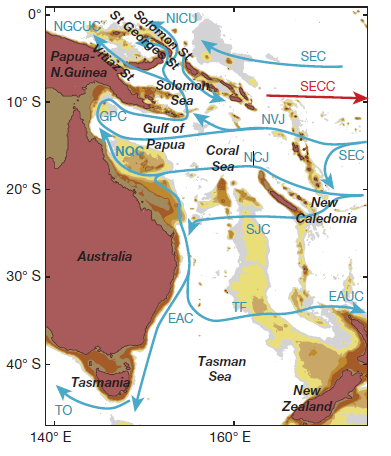 0°
10° S
20° S
30° S
40° S
140° E
160° E
NGCUC
NICU
Solomon St
St Georges St
Vitiaz St
SEC
Papua-
N.Guinea
Solomon
Sea
SECC
GPC
NVJ
Gulf of
Papua
NQC
Coral
Sea
NCJ
SEC
New
Caledonia
SJC
Australia
EAUC
TF
EAC
Tasman
Sea
Tasmania
New
Zealand
TO